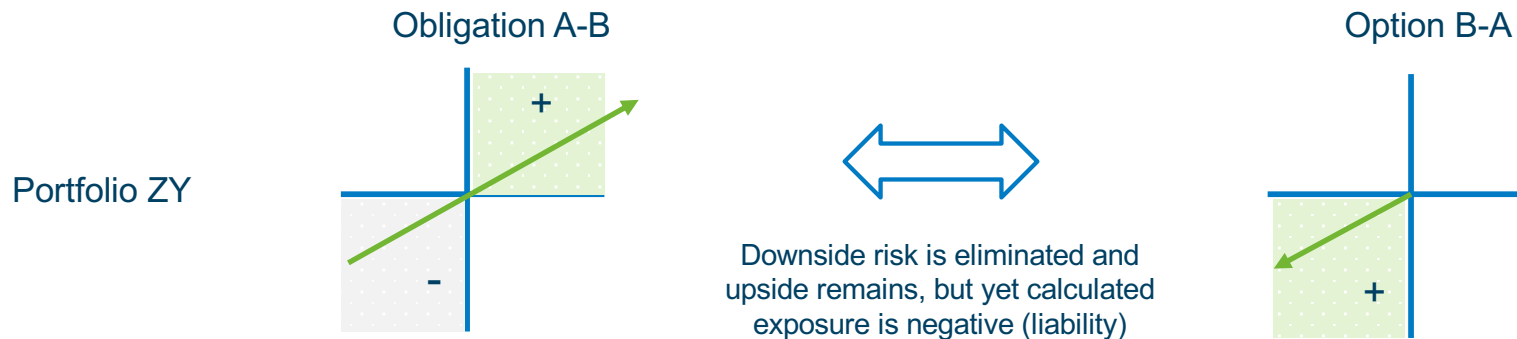 Obligation A-B
Option B-A
+
Portfolio ZY
-
Downside risk is eliminated and
upside remains, but yet calculated
exposure is negative (liability)
+